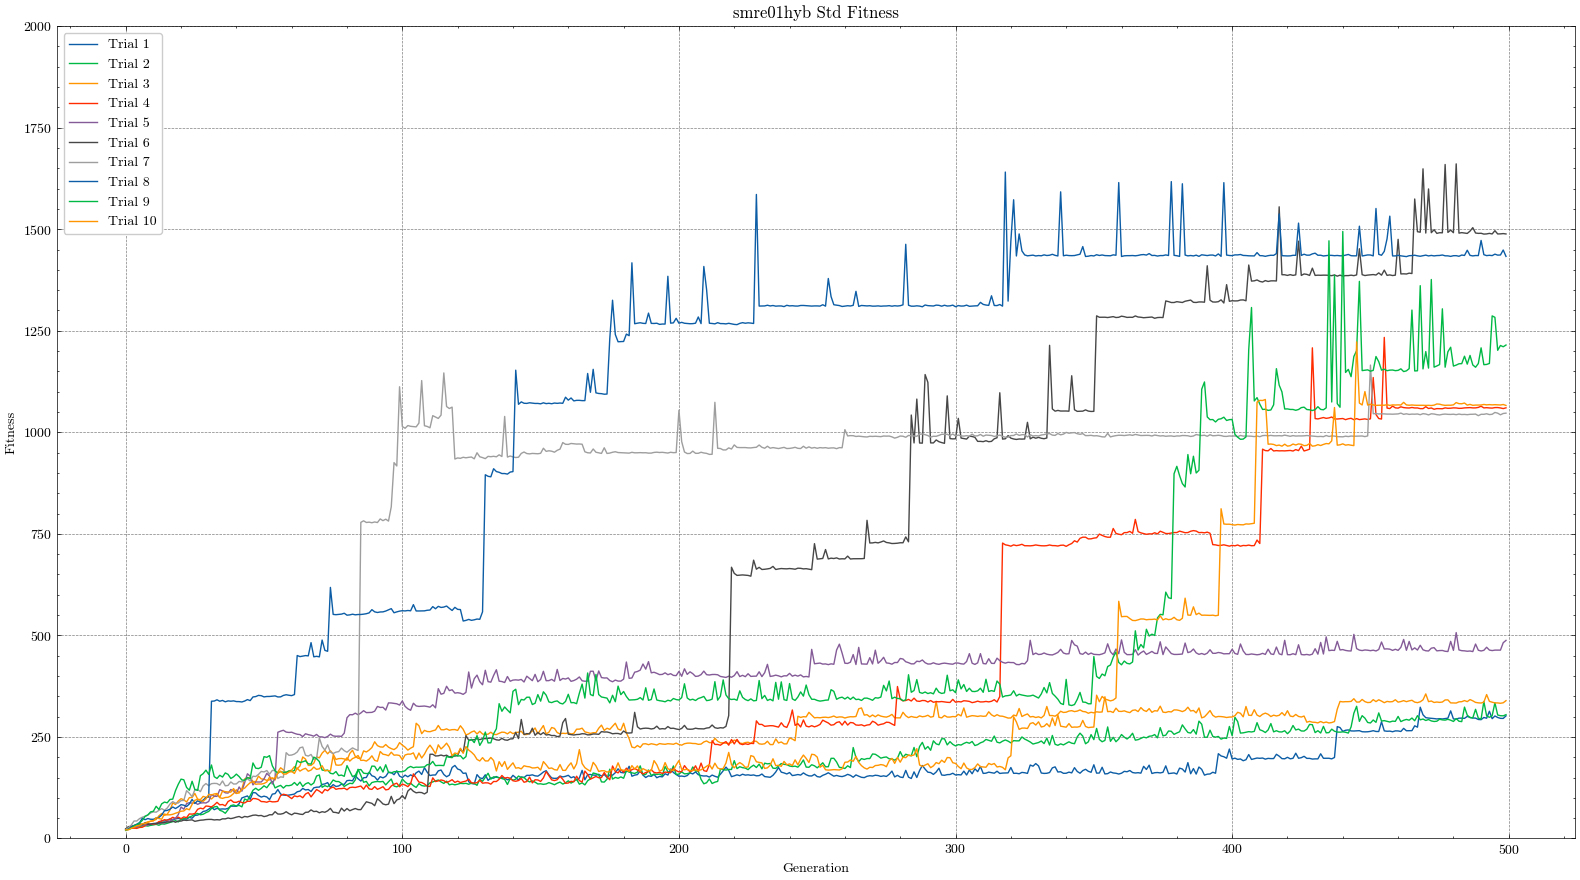 smre01hyb Std Fitness
2000
1750
1500
1250
1000
750
500
250
0
Fitness
Trial 1
Trial 2
Trial 3
Trial 4
Trial 5
Trial 6
Trial 7
Trial 8
Trial 9
Trial 10
0 100 200 300 400 500
Generation